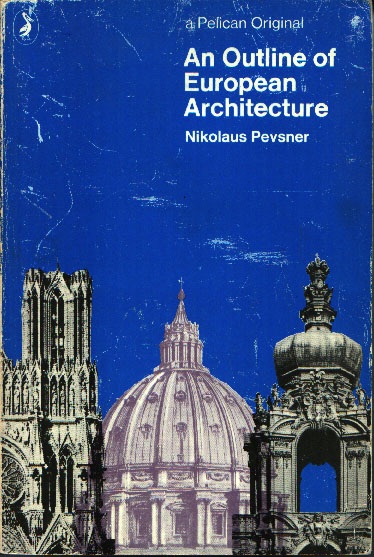 a Pelican Original
An Outline of
European
Architecture
Nikolaus Pevsner